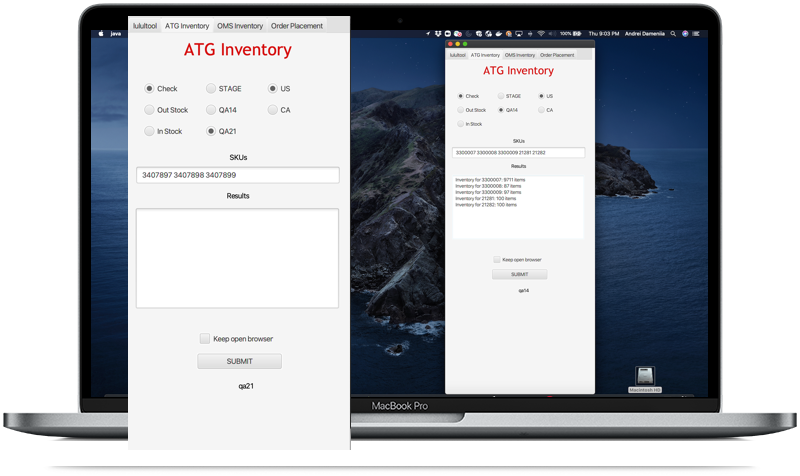 lulultool ATG Inventory OMS Inventory Order Placement
ATG Inventory
Check STAGE US
Out Stock QA14 CA
In Stock QA21
SKUs
3407897 3407898 3407899
Results
Keep open browser
SUBMIT
qa21
java 100% Thu 9:03 PM Andrei Dameniia
lulultool ATG Inventory OMS Inventory Order Placement
ATG Inventory
Check STAGE US
Out Stock QA14 CA
In Stock
SKUs
3300007 3300008 3300009 21281 21282
Results
Inventory for 3300007: 9711 items
Inventory for 3300008: 87 items
Inventory for 3300009: 97 items
Inventory for 21281: 100 items
Inventory for 21282: 100 items
Keep open browser
SUBMIT
qa14
Macintosh HD
MacBook Pro